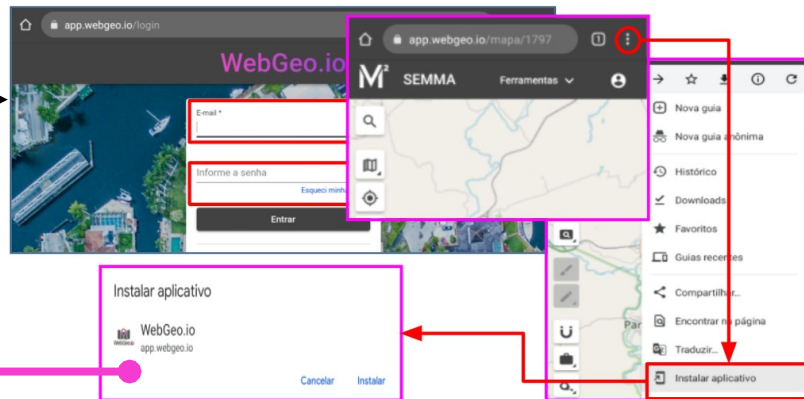 app.webgeo.io/login
WebGeo.io
E-mail *
Informe a senha
Esqueci minha
Entrar
app.webgeo.io/mapa/1797
1
M²
SEMMA
Ferramentas
Nova guia
Nova guia anônima
Histórico
Downloads
Favoritos
Guias recentes
Compartilhar...
Encontrar na página
Traduzir...
Instalar aplicativo
Par
Instalar aplicativo
WebGeo.io
app.webgeo.io
Cancelar Instalar